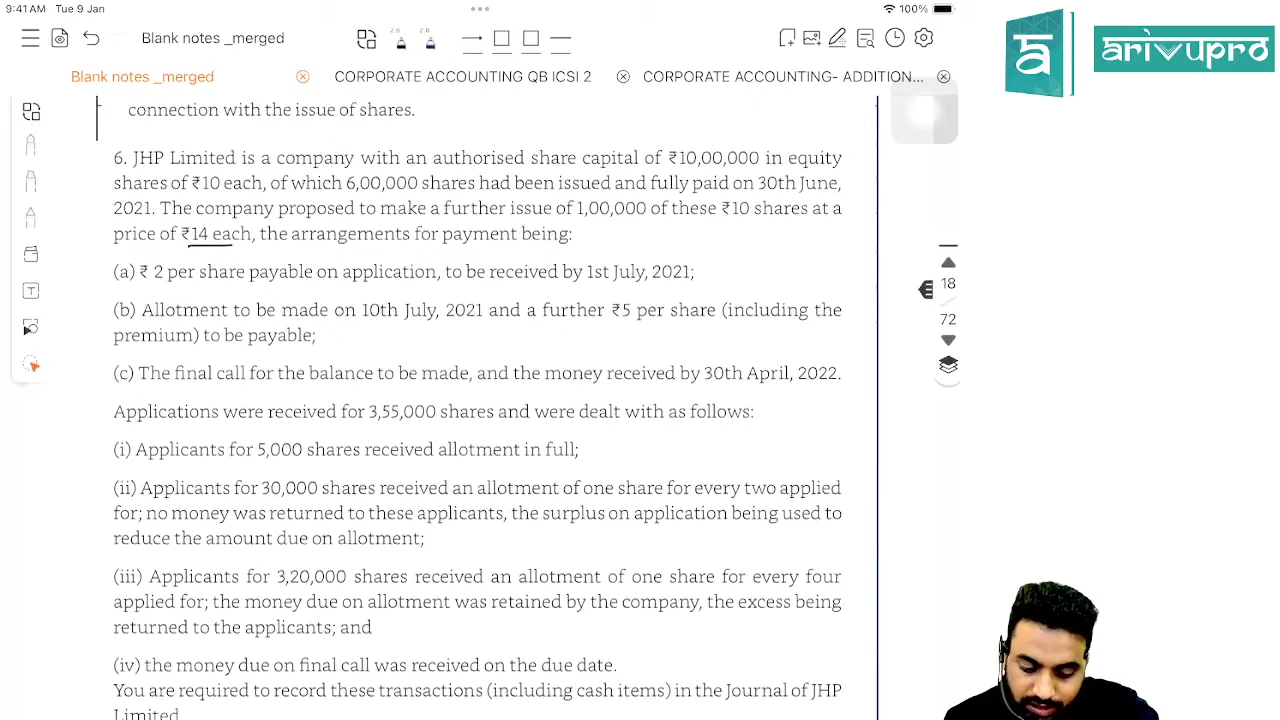 9:41 AM Tue 9 Jan
100%
Blank notes _merged
2.6 2.8
Blank notes _merged
CORPORATE ACCOUNTING QB ICSI 2
CORPORATE ACCOUNTING- ADDITION...
arivupro
connection with the issue of shares.
6. JHP Limited is a company with an authorised share capital of ₹10,00,000 in equity
shares of ₹10 each, of which 6,00,000 shares had been issued and fully paid on 30th June,
2021. The company proposed to make a further issue of 1,00,000 of these ₹10 shares at a
price of ₹14 each, the arrangements for payment being:
(a) ₹ 2 per share payable on application, to be received by 1st July, 2021;
(b) Allotment to be made on 10th July, 2021 and a further ₹5 per share (including the
premium) to be payable;
(c) The final call for the balance to be made, and the money received by 30th April, 2022.
Applications were received for 3,55,000 shares and were dealt with as follows:
(i) Applicants for 5,000 shares received allotment in full;
(ii) Applicants for 30,000 shares received an allotment of one share for every two applied
for; no money was returned to these applicants, the surplus on application being used to
reduce the amount due on allotment;
(iii) Applicants for 3,20,000 shares received an allotment of one share for every four
applied for; the money due on allotment was retained by the company, the excess being
returned to the applicants; and
(iv) the money due on final call was received on the due date.
You are required to record these transactions (including cash items) in the Journal of JHP
Limited
18
72